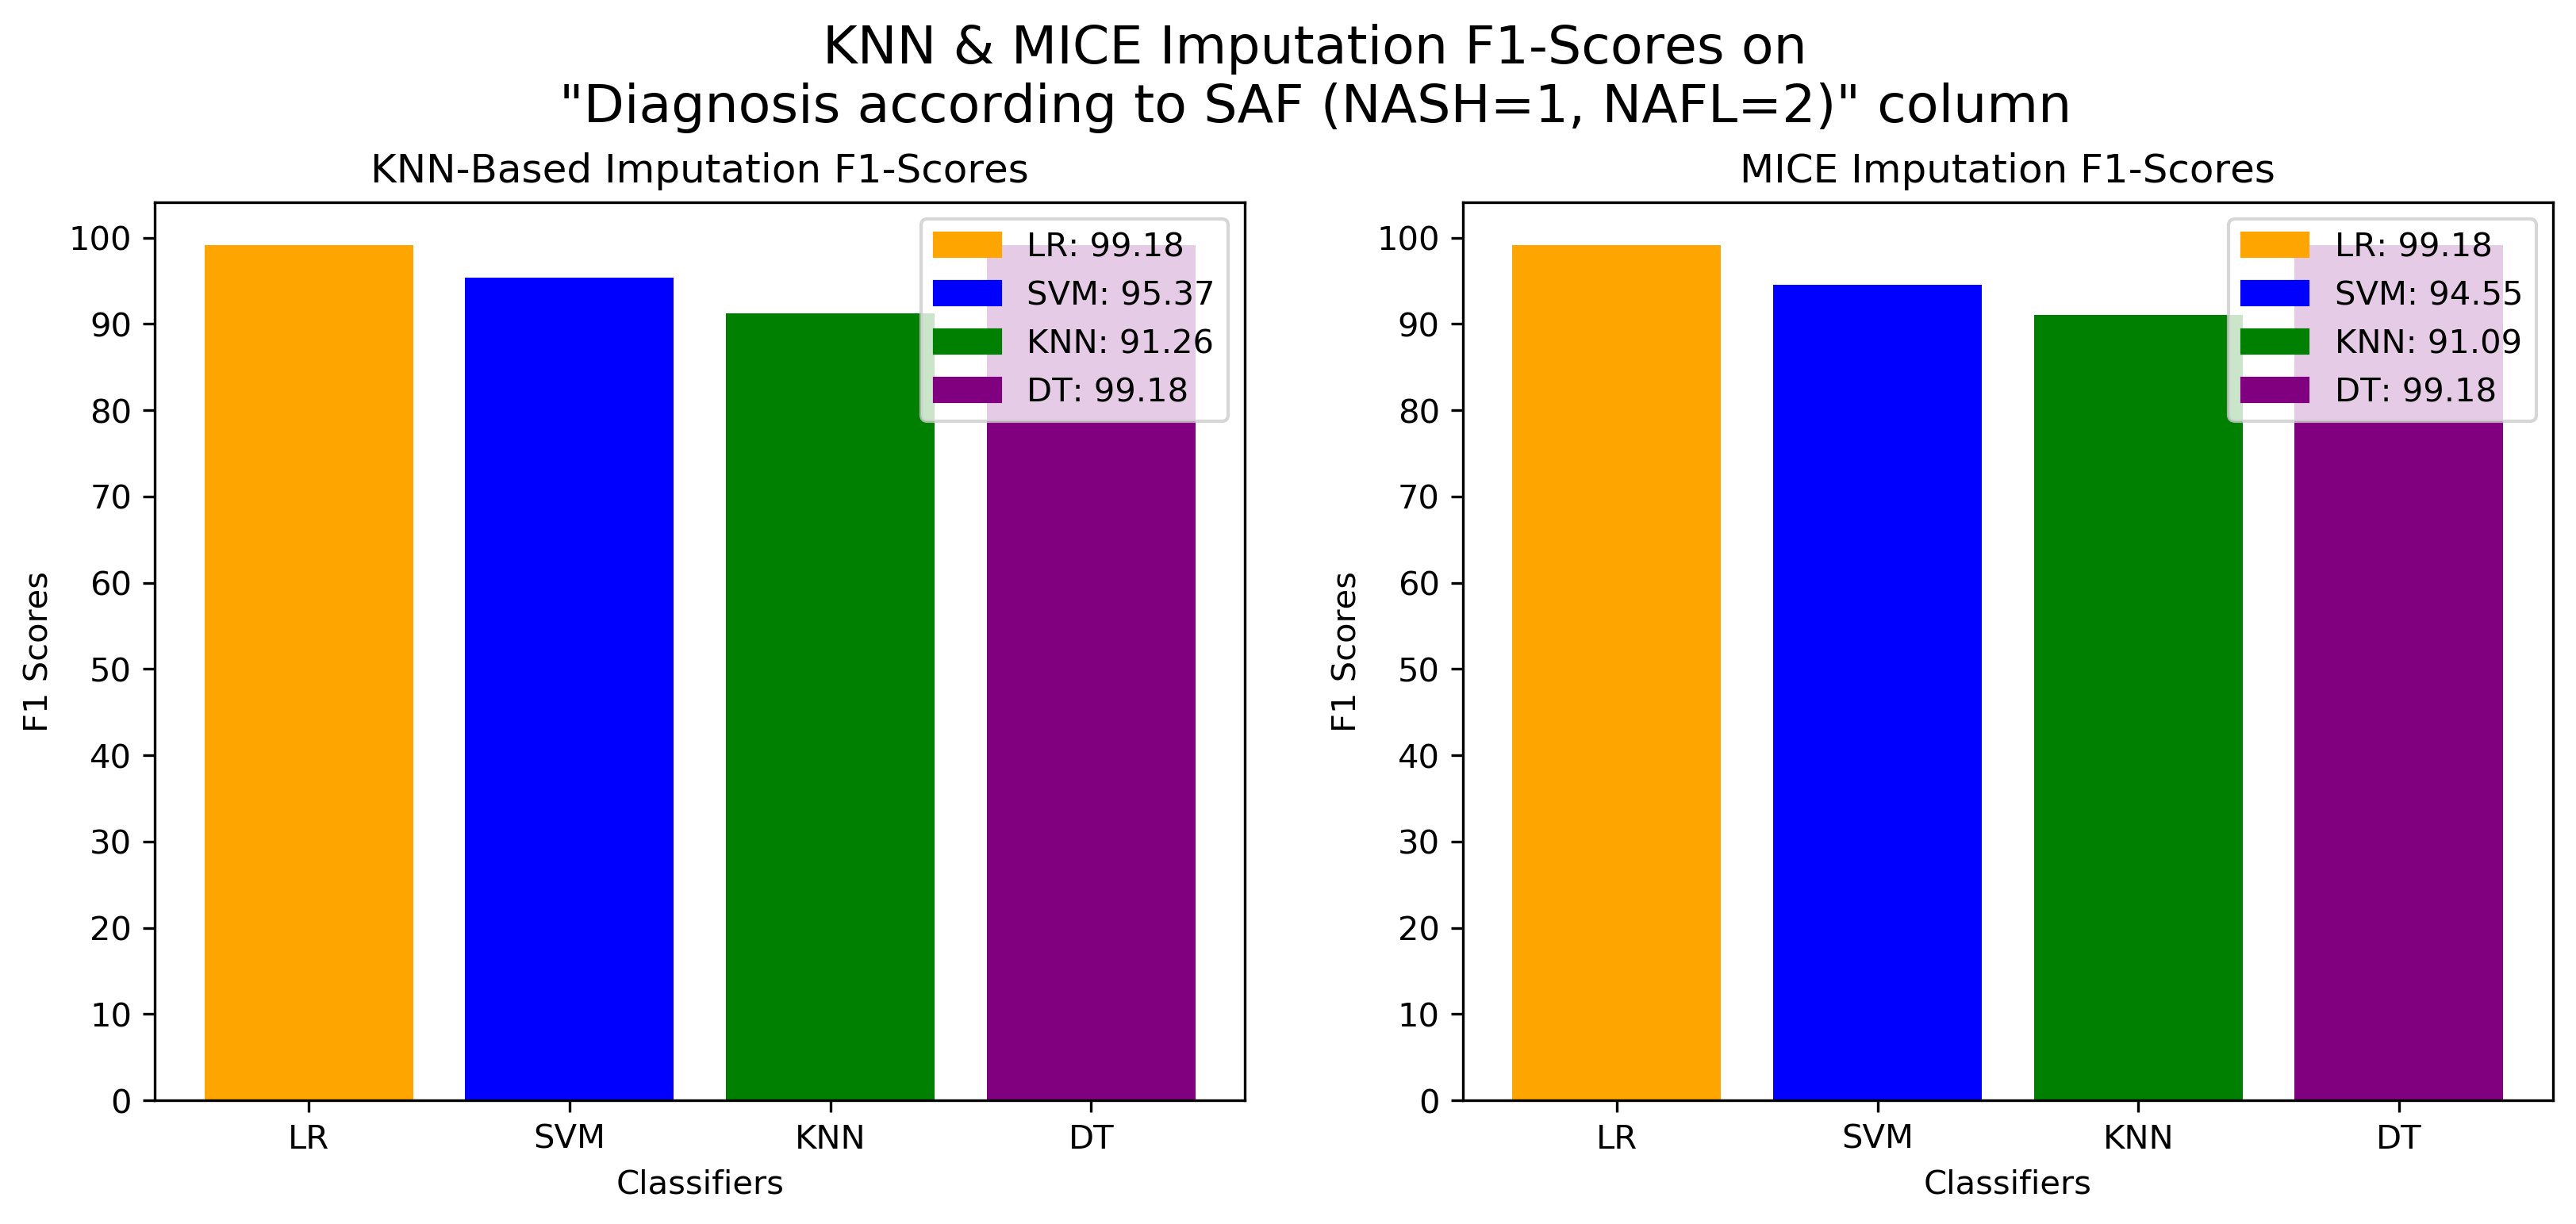 KNN & MICE Imputation F1-Scores on
"Diagnosis according to SAF (NASH=1, NAFL=2)" column
KNN-Based Imputation F1-Scores
F1 Scores
100
90
80
70
60
50
40
30
20
10
0
LR: 99.18
SVM: 95.37
KNN: 91.26
DT: 99.18
LR SVM KNN DT
Classifiers
MICE Imputation F1-Scores
F1 Scores
100
90
80
70
60
50
40
30
20
10
0
LR: 99.18
SVM: 94.55
KNN: 91.09
DT: 99.18
LR SVM KNN DT
Classifiers